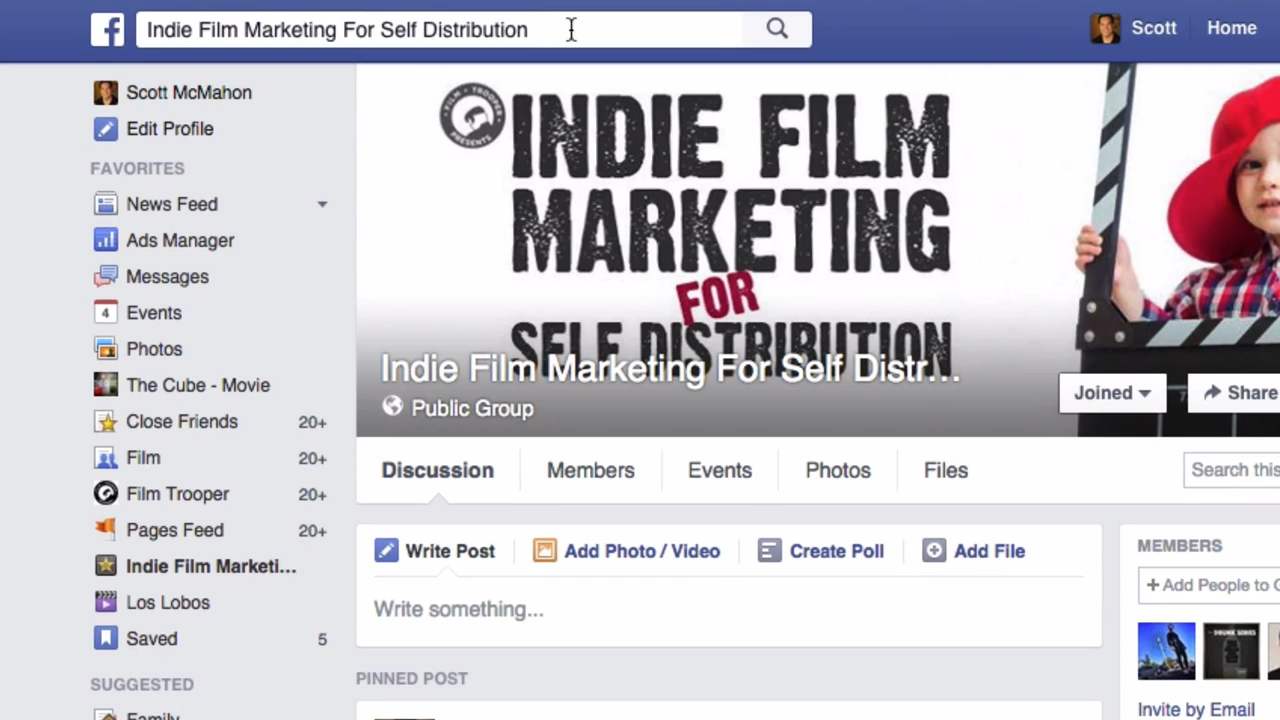 Indie Film Marketing For Self Distribution
Scott
Home
Scott McMahon
Edit Profile
FAVORITES
News Feed
Ads Manager
Messages
4
Events
Photos
The Cube - Movie
Close Friends 20+
Film 20+
Film Trooper 20+
Pages Feed 20+
Indie Film Marketi...
Los Lobos
Saved 5
SUGGESTED
Family
FILM TROOPER
PRESENTS
INDIE FILM
MARKETING
FOR
SELF DISTRIBUTION
Indie Film Marketing For Self Distr...
Public Group
Joined
Share
Discussion
Members
Events
Photos
Files
Search this
Write Post
Add Photo / Video
Create Poll
Add File
Write something...
PINNED POST
MEMBERS
+ Add People to G
Invite by Email